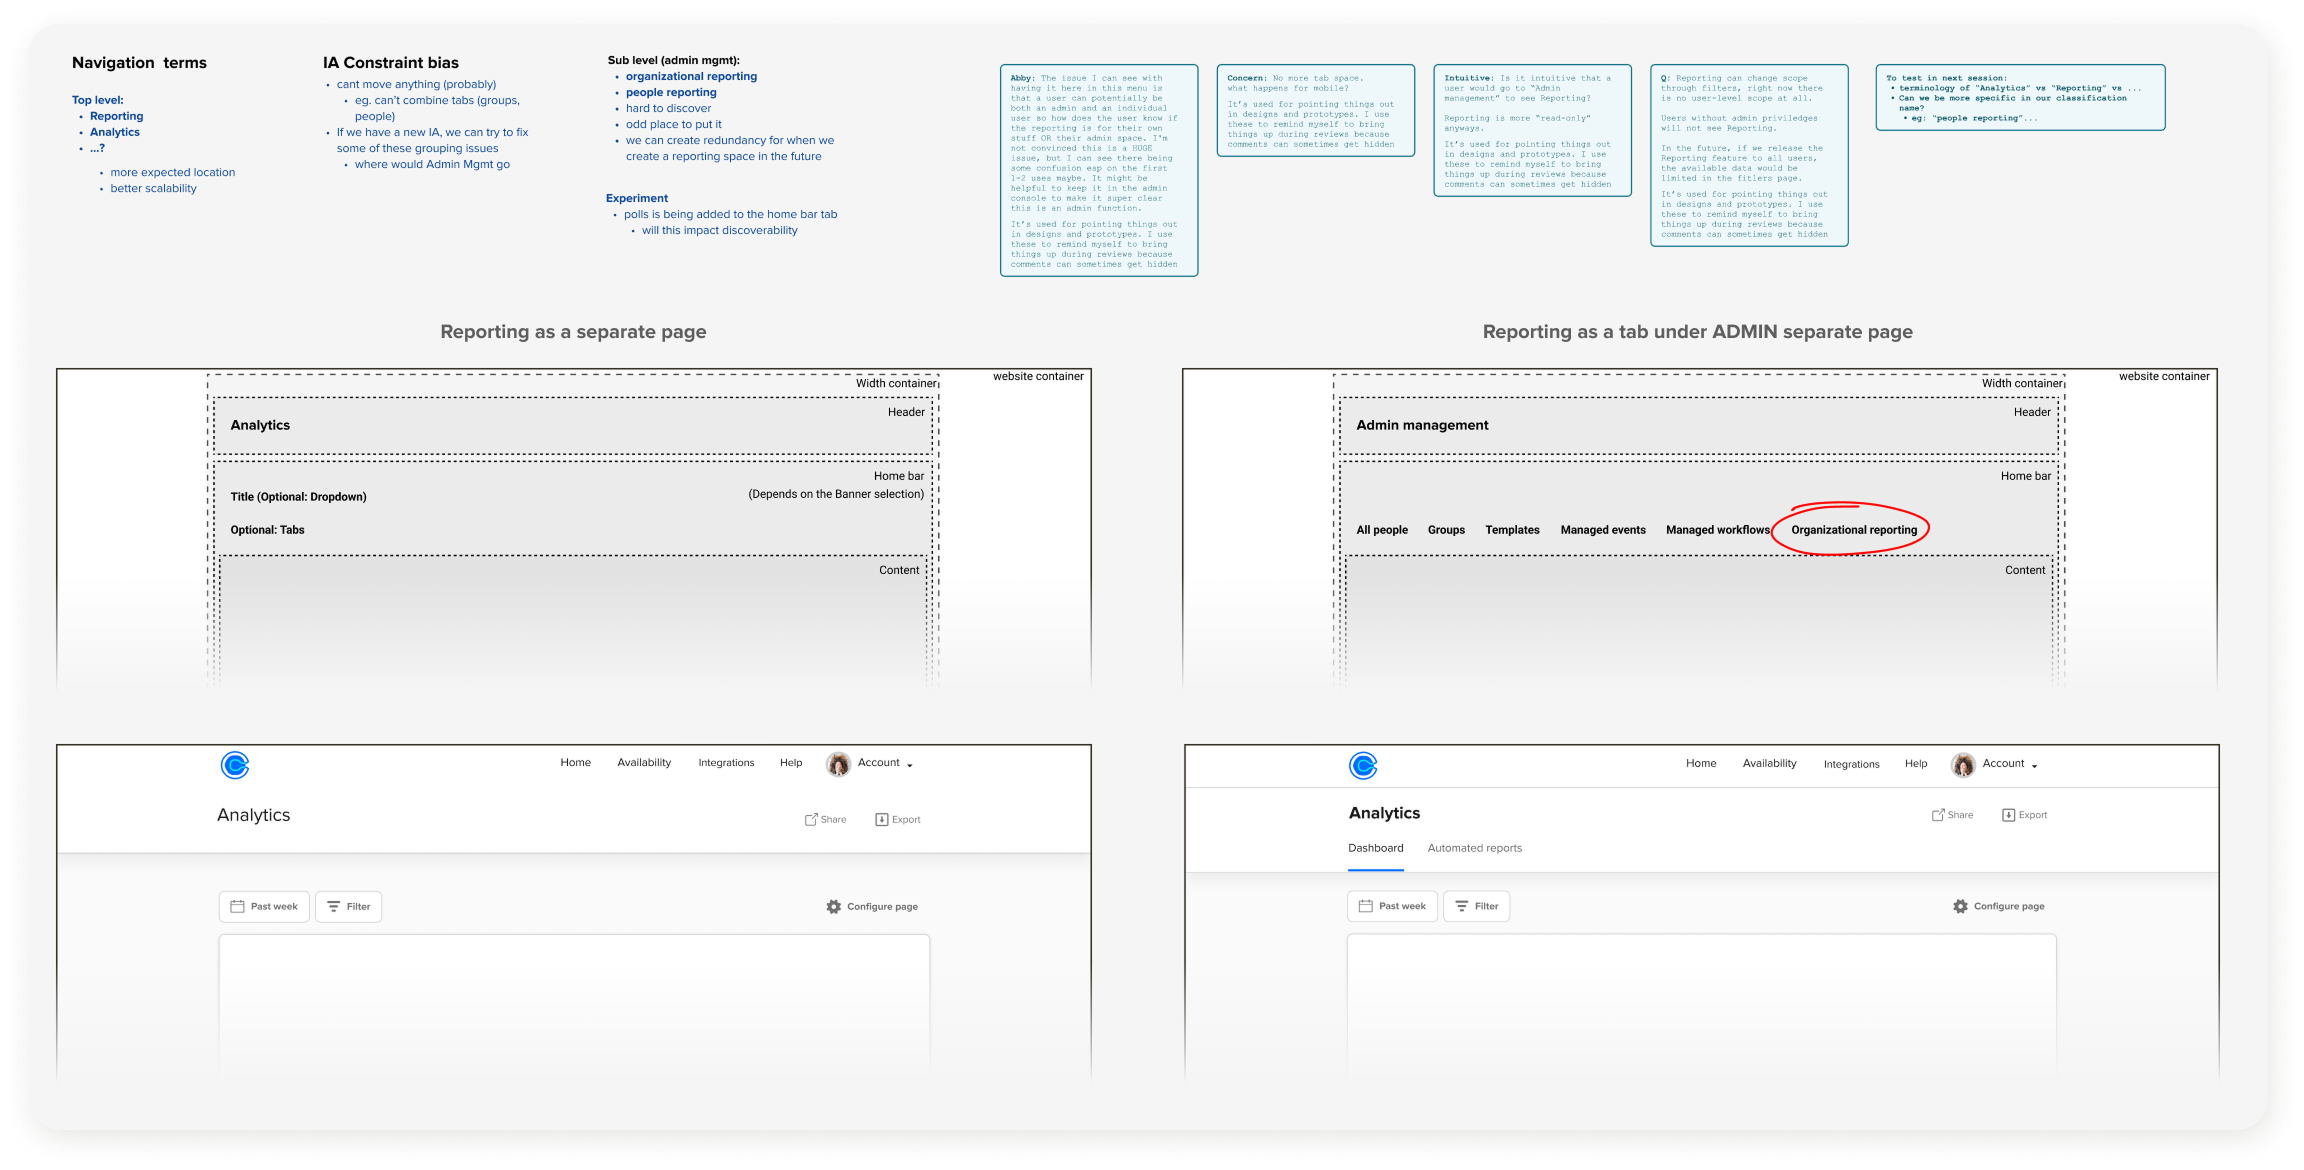 Navigation terms
Top level:
• Reporting
• Analytics
• ...?
• more expected location
• better scalability
IA Constraint bias
• cant move anything (probably)
• eg. can't combine tabs (groups,
people)
• If we have a new IA, we can try to fix
some of these grouping issues
• where would Admin Mgmt go
Sub level (admin mgmt):
• organizational reporting
• people reporting
• hard to discover
• odd place to put it
• we can create redundancy for when we
create a reporting space in the future
Experiment
• polls is being added to the home bar tab
• will this impact discoverability
Abby: The issue I can see with
having it here in this menu is
that a user can potentially be
both an admin and an individual
user so how does the user know if
the reporting is for their own
stuff OR their admin space. I'm
not convinced this is a HUGE
issue, but I can see there being
some confusion esp on the first
1-2 uses maybe. It might be
helpful to keep it in the admin
console to make it super clear
this is an admin function.
It's used for pointing things out
in designs and prototypes. I use
these to remind myself to bring
things up during reviews because
comments can sometimes get hidden
Concern: No more tab space.
what happens for mobile?
It's used for pointing things out
in designs and prototypes. I use
these to remind myself to bring
things up during reviews because
comments can sometimes get hidden
Intuitive: Is it intuitive that a
user would go to "Admin
management" to see Reporting?
Reporting is more "read-only"
anyways.
It's used for pointing things out
in designs and prototypes. I use
these to remind myself to bring
things up during reviews because
comments can sometimes get hidden
Q: Reporting can change scope
through filters, right now there
is no user-level scope at all.
Users without admin priviledges
will not see Reporting.
In the future, if we release the
Reporting feature to all users,
the available data would be
limited in the fitlers page.
It's used for pointing things out
in designs and prototypes. I use
these to remind myself to bring
things up during reviews because
comments can sometimes get hidden
To test in next session:
• terminology of "Analytics" vs "Reporting" vs ...
• Can we be more specific in our classification
name?
• eg: "people reporting"...
Reporting as a separate page
website container
Width container
Header
Analytics
Home bar
(Depends on the Banner selection)
Title (Optional: Dropdown)
Optional: Tabs
Content
Reporting as a tab under ADMIN separate page
website container
Width container
Header
Admin management
Home bar
All people Groups Templates Managed events Managed workflows Organizational reporting
Content
Home Availability Integrations Help Account
Analytics
Share Export
Past week Filter Configure page
Home Availability Integrations Help Account
Analytics
Share Export
Dashboard Automated reports
Past week Filter Configure page